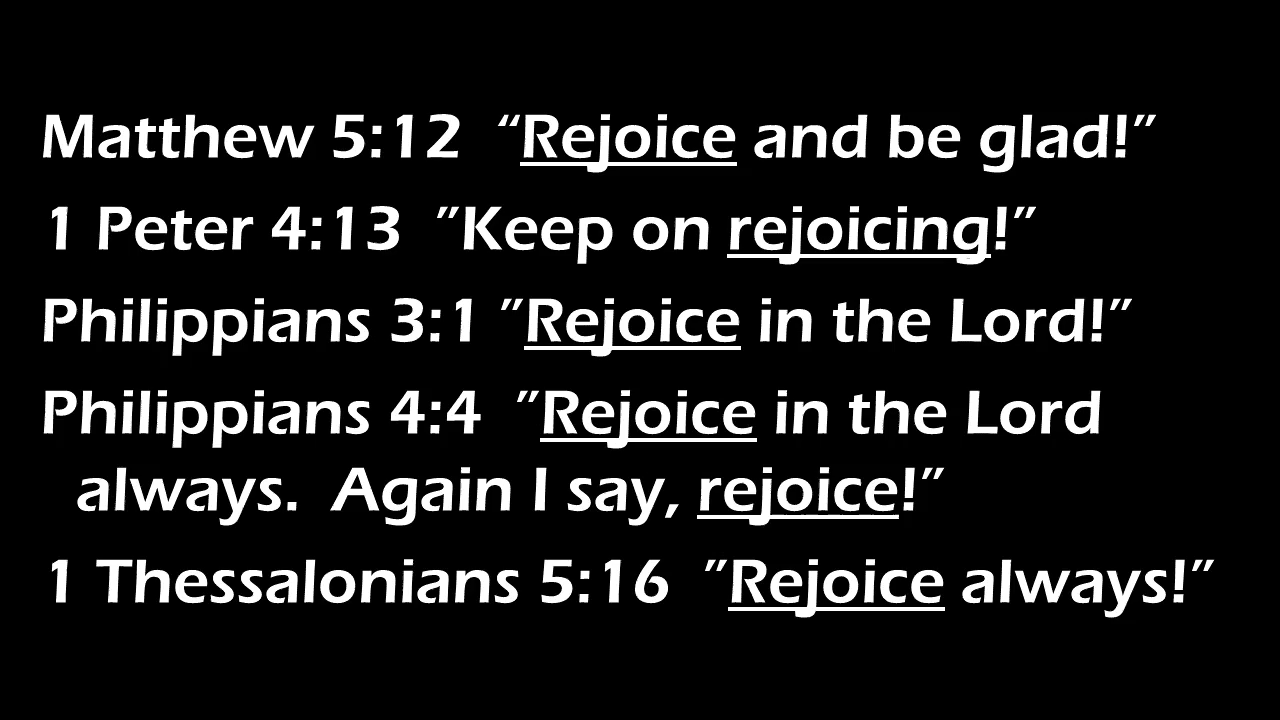 Matthew 5:12  “Rejoice and be glad!”
1 Peter 4:13  ”Keep on rejoicing!”
Philippians 3:1 ”Rejoice in the Lord!”
Philippians 4:4  ”Rejoice in the Lord
always.  Again I say, rejoice!”
1 Thessalonians 5:16  ”Rejoice always!”